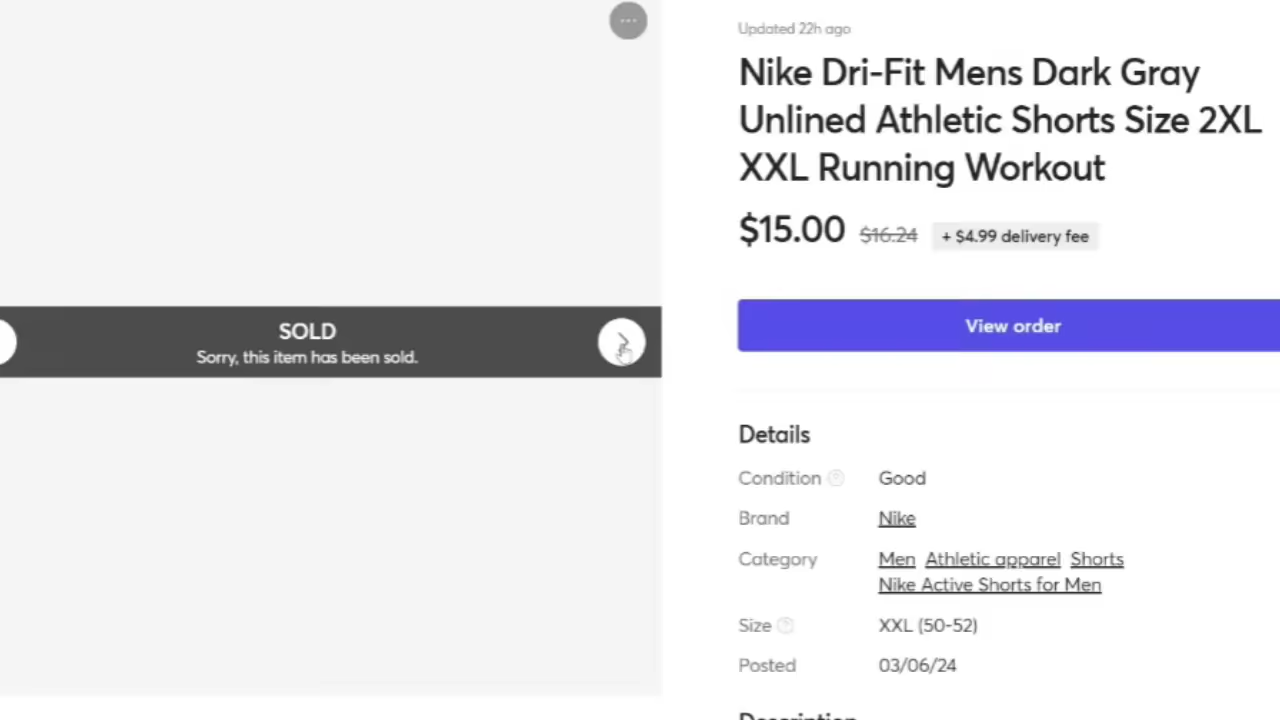 Updated 22h ago
Nike Dri-Fit Mens Dark Gray
Unlined Athletic Shorts Size 2XL
XXL Running Workout
$15.00 $16.24 + $4.99 delivery fee
View order
SOLD
Sorry, this item has been sold.
Details
Condition Good
Brand Nike
Category Men Athletic apparel Shorts
Nike Active Shorts for Men
Size XXL (50-52)
Posted 03/06/24
Description